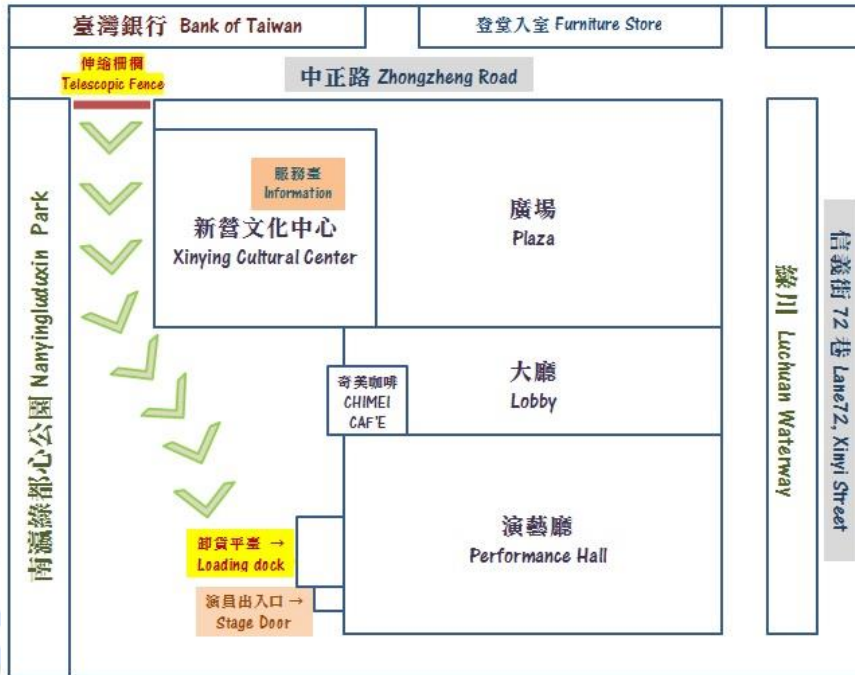 臺灣銀行 Bank of Taiwan
登堂入室 Furniture Store
伸縮柵欄
Telescopic Fence
中正路 Zhongzheng Road
服務臺
Information
新營文化中心
Xinying Cultural Center
廣場
Plaza
南瀛綠都心公園 Nanyingluduxin Park
綠川 Luchuan Waterway
信義街 72 巷 Lane72, Xinyi Street
奇美咖啡
CHIMEI
CAF'E
大廳
Lobby
演藝廳
Performance Hall
卸貨平臺 →
Loading dock
演員出入口 →
Stage Door